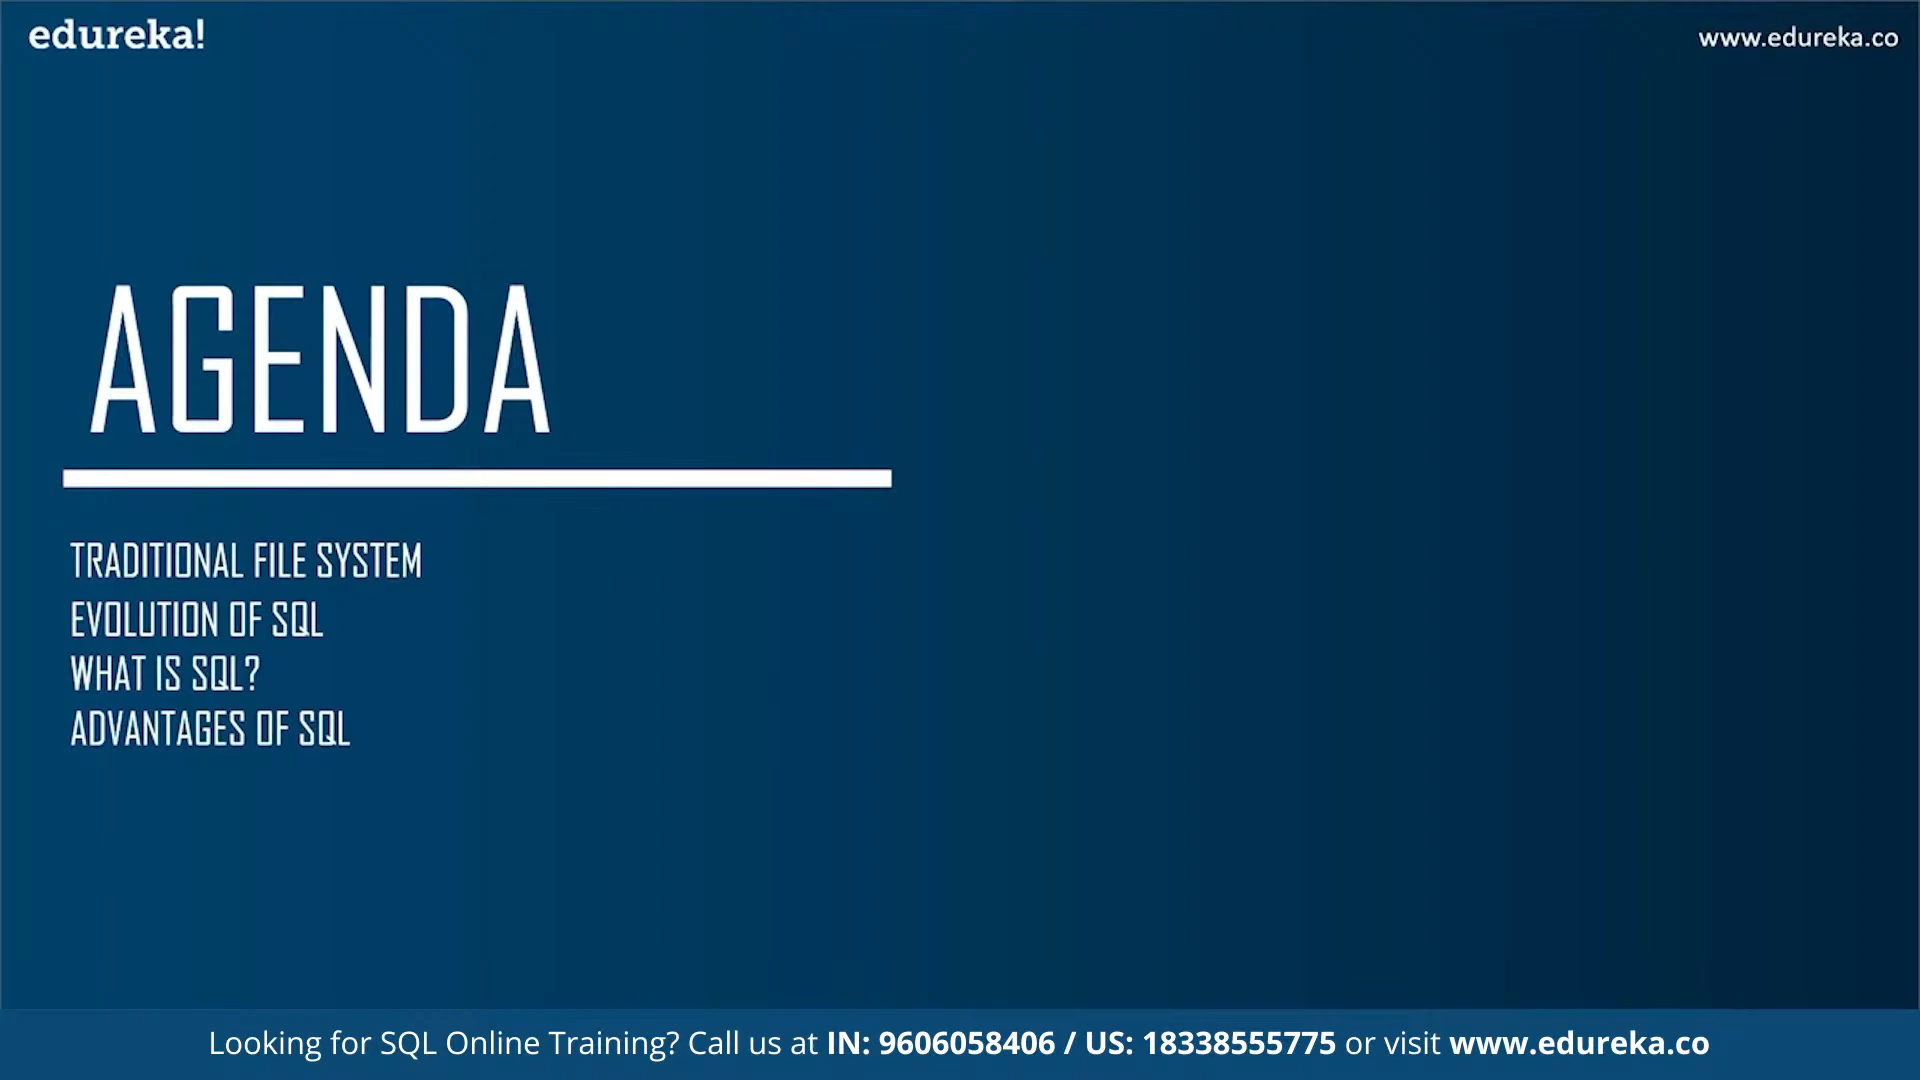 edureka!
www.edureka.co
AGENDA
TRADITIONAL FILE SYSTEM
EVOLUTION OF SQL
WHAT IS SQL?
ADVANTAGES OF SQL
Looking for SQL Online Training? Call us at IN: 9606058406 / US: 18338555775 or visit www.edureka.co